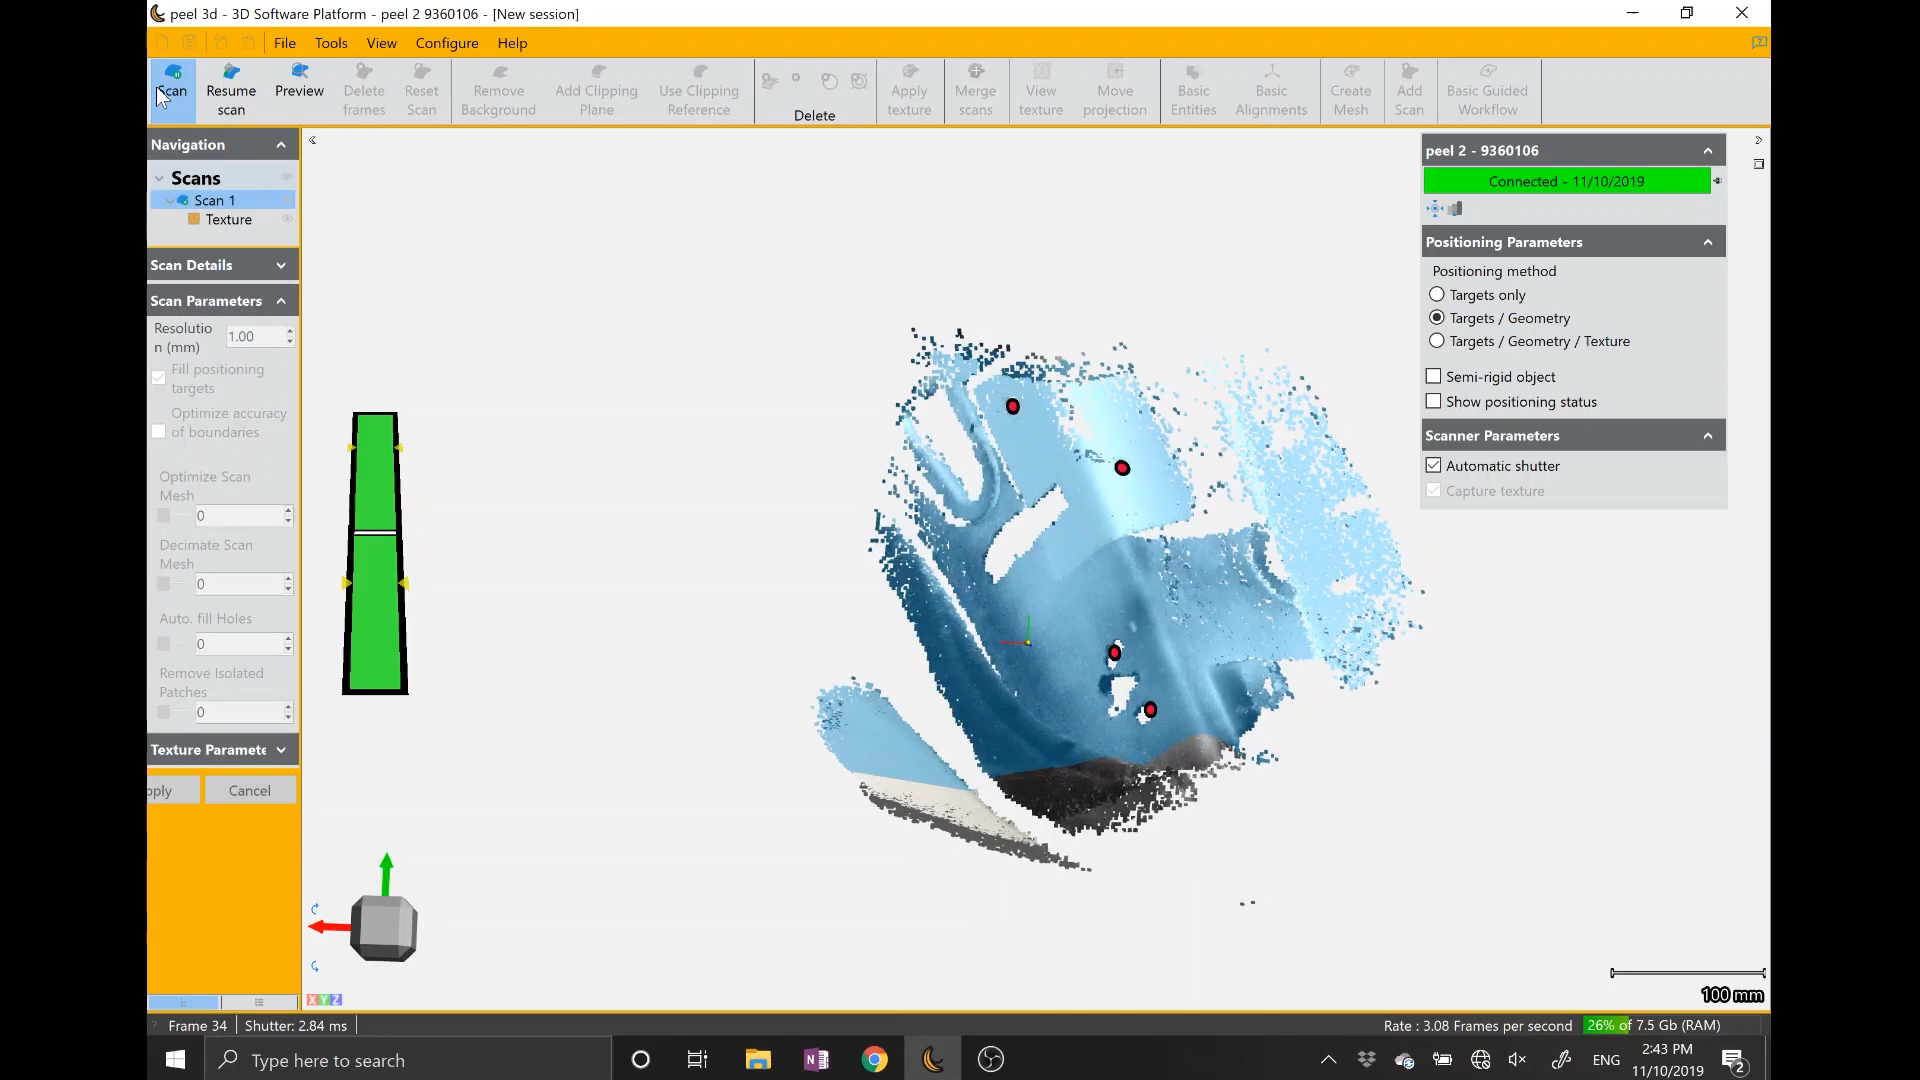 peel 3d - 3D Software Platform - peel 2 9360106 - [New session]
File Tools View Configure Help
Scan
Resume scan
Preview
Delete frames
Reset Scan
Remove Background
Add Clipping Plane
Use Clipping Reference
Delete
Apply texture
Merge scans
View texture
Move projection
Basic Entities
Basic Alignments
Create Mesh
Add Scan
Basic Guided Workflow
Navigation
Scans
Scan 1
Texture
Scan Details
Scan Parameters
Resolutio
n (mm)
1.00
Fill positioning
targets
Optimize accuracy
of boundaries
Optimize Scan
Mesh
0
Decimate Scan
Mesh
0
Auto. fill Holes
0
Remove Isolated
Patches
0
Texture Paramete
pply Cancel
X Y Z
peel 2 - 9360106
Connected - 11/10/2019
Positioning Parameters
Positioning method
Targets only
Targets / Geometry
Targets / Geometry / Texture
Semi-rigid object
Show positioning status
Scanner Parameters
Automatic shutter
Capture texture
100 mm
Frame 34 Shutter: 2.84 ms
Rate : 3.08 Frames per second 26% of 7.5 Gb (RAM)
Type here to search
ENG
2:43 PM
11/10/2019
2